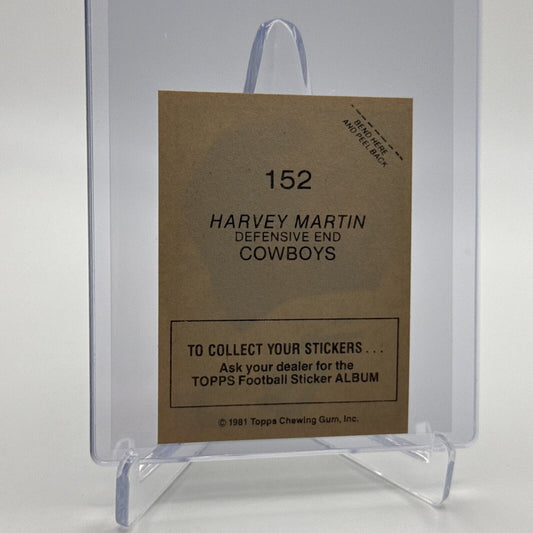 BEND HERE
AND PEEL BACK
152
HARVEY MARTIN
DEFENSIVE END
COWBOYS
TO COLLECT YOUR STICKERS . . .
Ask your dealer for the
TOPPS Football Sticker ALBUM
© 1981 Topps Chewing Gum, Inc.